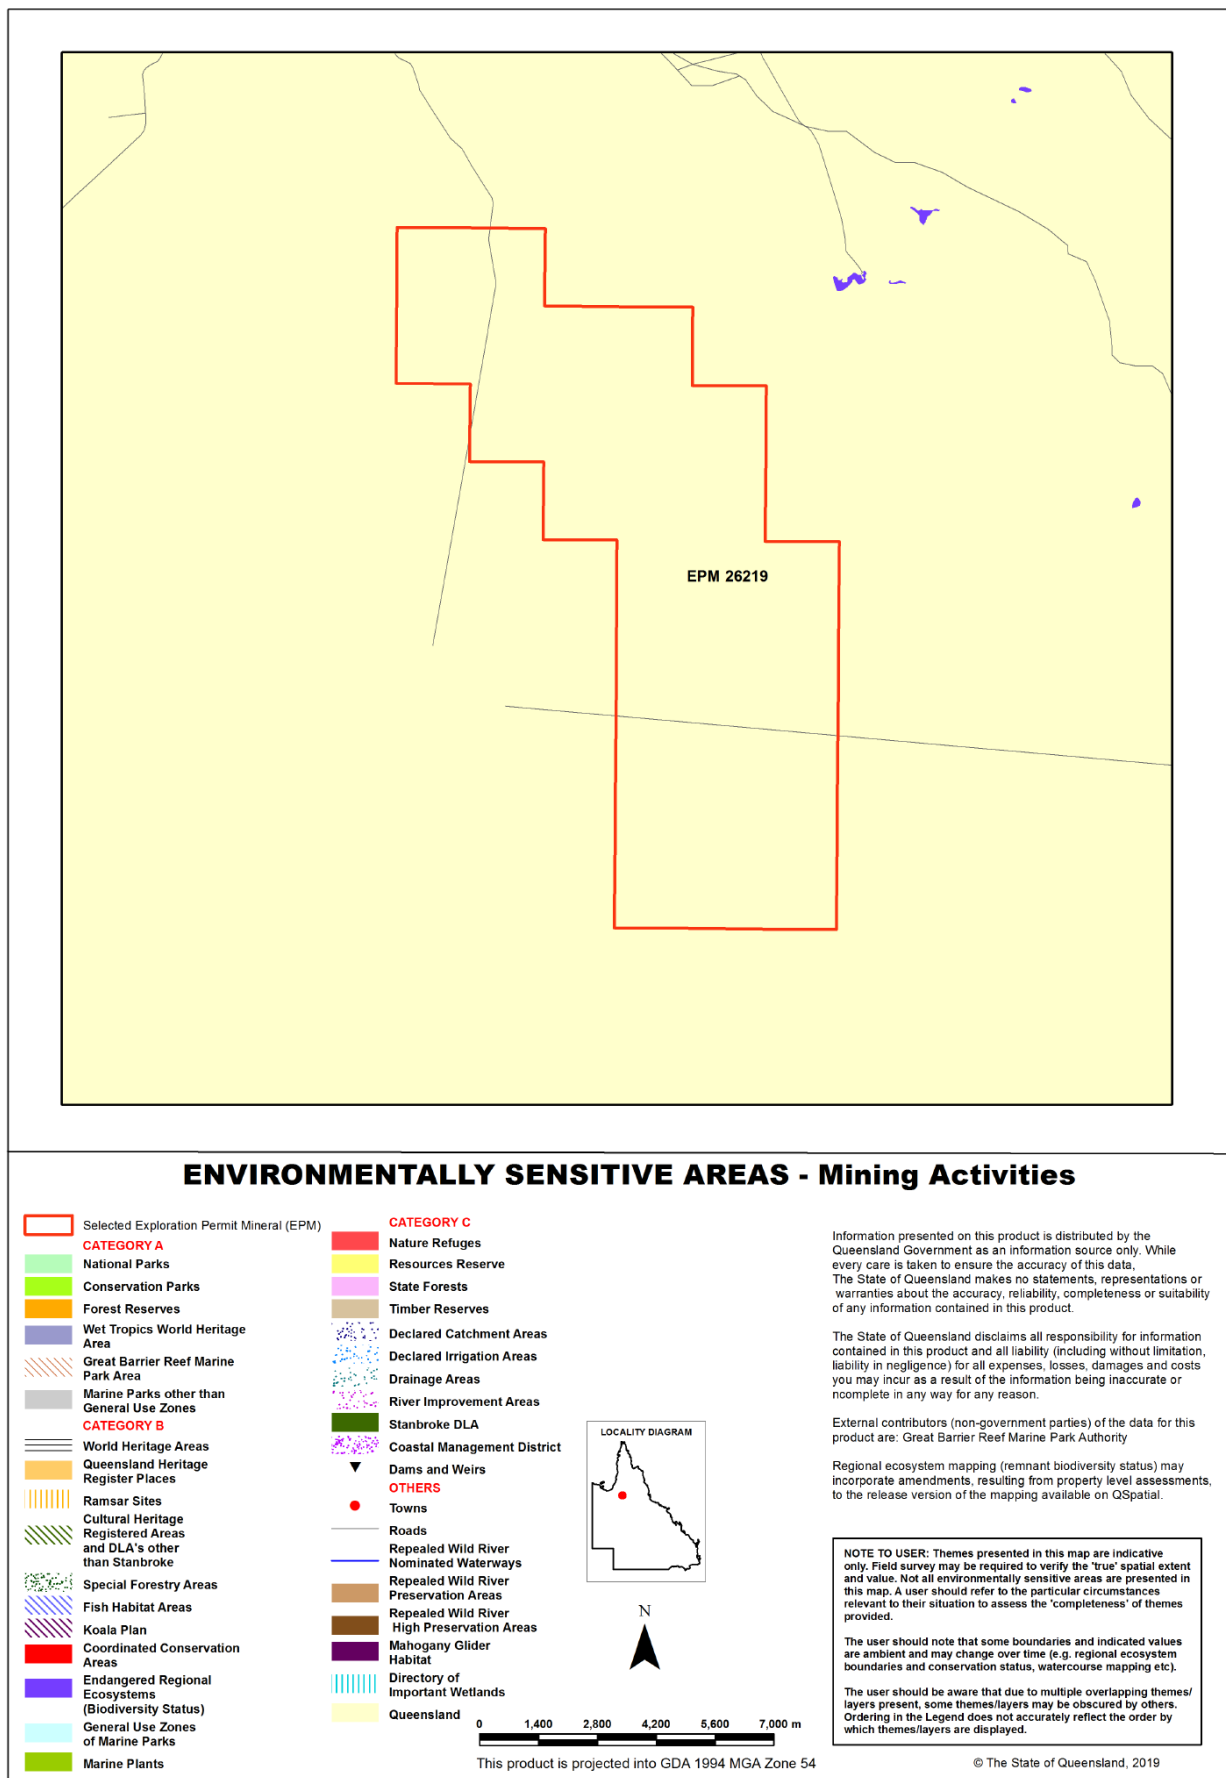 EPM 26219
ENVIRONMENTALLY SENSITIVE AREAS - Mining Activities
Selected Exploration Permit Mineral (EPM)
CATEGORY A
National Parks
Conservation Parks
Forest Reserves
Wet Tropics World Heritage
Area
Great Barrier Reef Marine
Park Area
Marine Parks other than
General Use Zones
CATEGORY B
World Heritage Areas
Queensland Heritage
Register Places
Ramsar Sites
Cultural Heritage
Registered Areas
and DLA's other
than Stanbroke
Special Forestry Areas
Fish Habitat Areas
Koala Plan
Coordinated Conservation
Areas
Endangered Regional
Ecosystems
(Biodiversity Status)
General Use Zones
of Marine Parks
Marine Plants
CATEGORY C
Nature Refuges
Resources Reserve
State Forests
Timber Reserves
Declared Catchment Areas
Declared Irrigation Areas
Drainage Areas
River Improvement Areas
Stanbroke DLA
Coastal Management District
Dams and Weirs
OTHERS
Towns
Roads
Repealed Wild River
Nominated Waterways
Repealed Wild River
Preservation Areas
Repealed Wild River
High Preservation Areas
Mahogany Glider
Habitat
Directory of
Important Wetlands
Queensland
LOCALITY DIAGRAM
N
0 1,400 2,800 4,200 5,600 7,000 m
This product is projected into GDA 1994 MGA Zone 54
Information presented on this product is distributed by the
Queensland Government as an information source only. While
every care is taken to ensure the accuracy of this data,
The State of Queensland makes no statements, representations or
warranties about the accuracy, reliability, completeness or suitability
of any information contained in this product.
The State of Queensland disclaims all responsibility for information
contained in this product and all liability (including without limitation,
liability in negligence) for all expenses, losses, damages and costs
you may incur as a result of the information being inaccurate or
ncomplete in any way for any reason.
External contributors (non-government parties) of the data for this
product are: Great Barrier Reef Marine Park Authority
Regional ecosystem mapping (remnant biodiversity status) may
incorporate amendments, resulting from property level assessments,
to the release version of the mapping available on QSpatial.
NOTE TO USER: Themes presented in this map are indicative
only. Field survey may be required to verify the 'true' spatial extent
and value. Not all environmentally sensitive areas are presented in
this map. A user should refer to the particular circumstances
relevant to their situation to assess the 'completeness' of themes
provided.
The user should note that some boundaries and indicated values
are ambient and may change over time (e.g. regional ecosystem
boundaries and conservation status, watercourse mapping etc).
The user should be aware that due to multiple overlapping themes/
layers present, some themes/layers may be obscured by others.
Ordering in the Legend does not accurately reflect the order by
which themes/layers are displayed.
© The State of Queensland, 2019